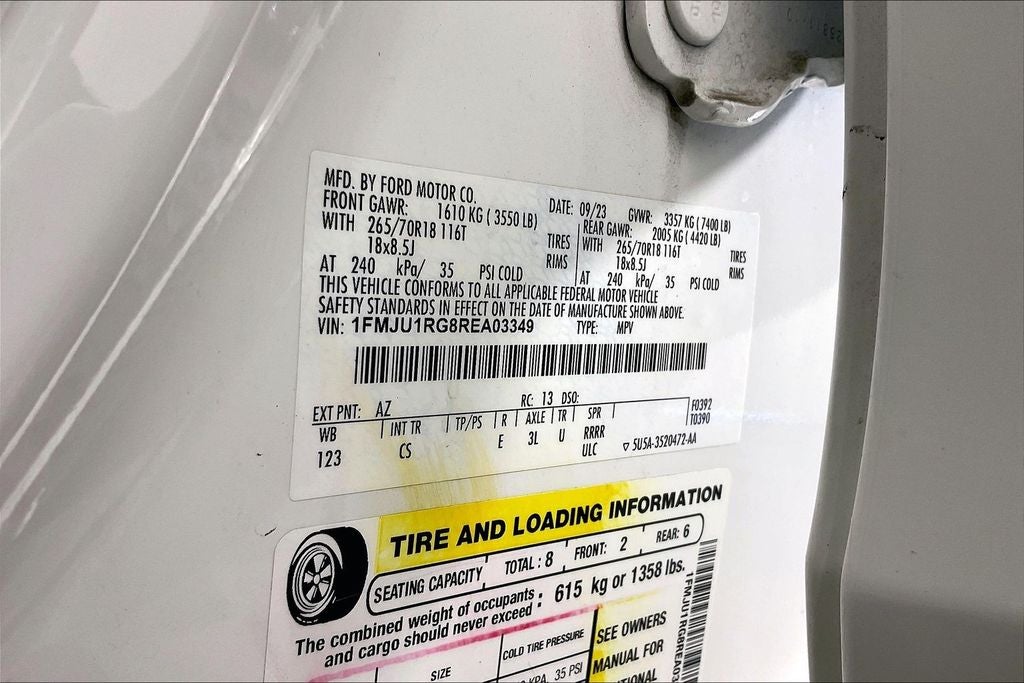 MFD. BY FORD MOTOR CO.
DATE: 09/23 GVWR: 3357 KG ( 7400 LB)
FRONT GAWR: 1610 KG ( 3550 LB)
WITH 265/70R18 116T TIRES
18x8.5J RIMS
AT 240 kPa/ 35 PSI COLD
REAR GAWR: 2005 KG ( 4420 LB)
WITH 265/70R18 116T TIRES
18x8.5J RIMS
AT 240 kPa/ 35 PSI COLD
THIS VEHICLE CONFORMS TO ALL APPLICABLE FEDERAL MOTOR VEHICLE
SAFETY STANDARDS IN EFFECT ON THE DATE OF MANUFACTURE SHOWN ABOVE.
VIN: 1FMJU1RG8REA03349 TYPE: MPV
EXT PNT: AZ RC: 13 DSO: F0392
WB INT TR TP/PS R AXLE TR SPR T0390
123 CS E 3L U RRRR
ULC 5U5A-3520472-AA
TIRE AND LOADING INFORMATION
SEATING CAPACITY TOTAL : 8 FRONT: 2 REAR: 6
The combined weight of occupants
and cargo should never exceed : 615 kg or 1358 lbs.
SIZE COLD TIRE PRESSURE SEE OWNERS
KPA, 35 PSI MANUAL FOR
1FMJU1RG8REA03